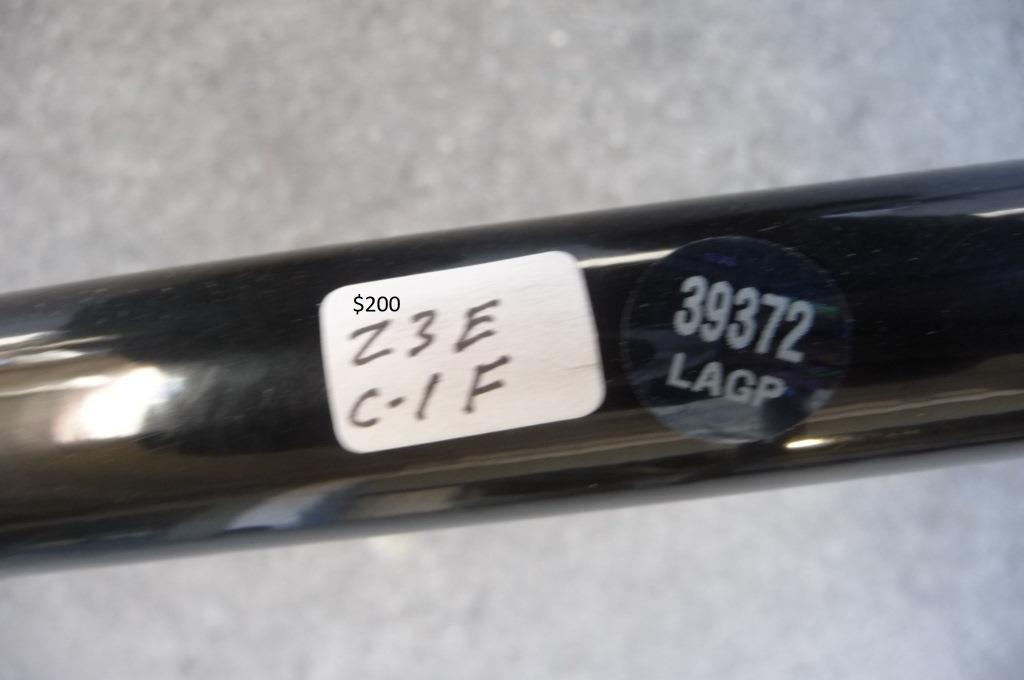 $200
Z3E
C-1F
39372
LAGP